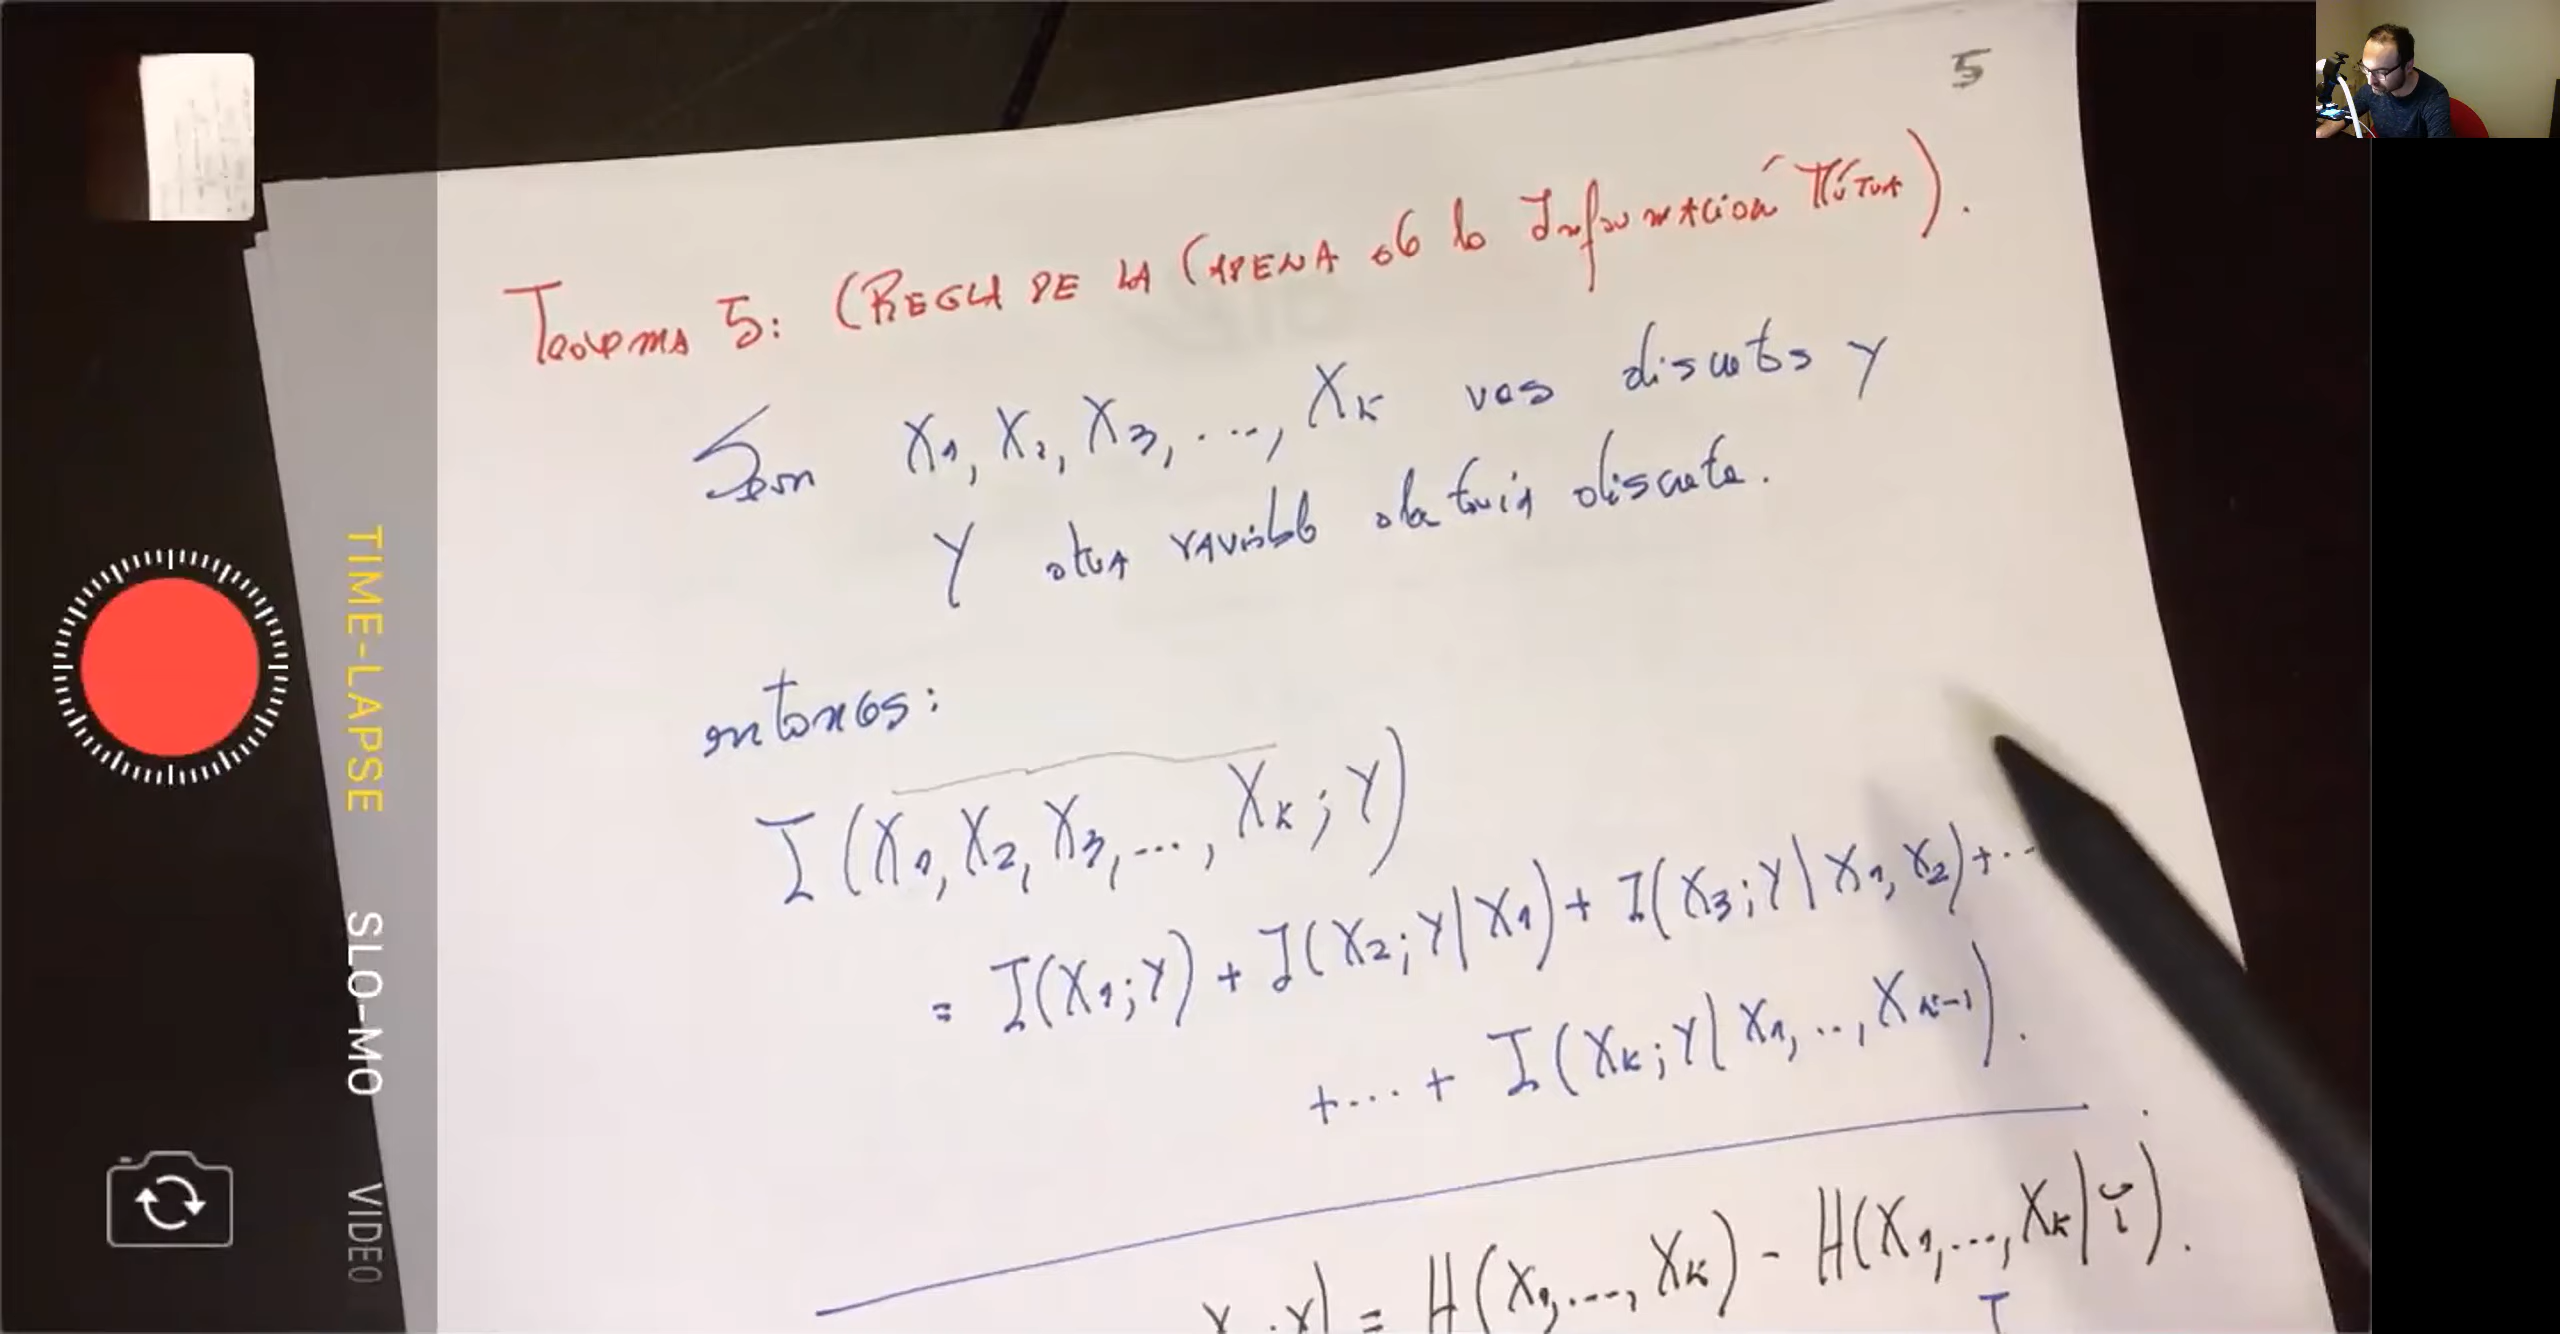 5
Teorema 5: (REGLA DE LA CADENA de la Información Mútua).
Sean X₁, X₂, X₃, ..., Xₖ vas discretas y
Y otra variable aleatoria discreta.
entonces:
I(X₁, X₂, X₃, ..., Xₖ; Y)
= I(X₁; Y) + I(X₂; Y | X₁) + I(X₃; Y | X₁, X₂) + ...
+ ... + I(Xₖ; Y | X₁, .., Xₖ₋₁).
= H(X₁, ..., Xₖ) - H(X₁, ..., Xₖ |
TIME-LAPSE
SLO-MO
VIDEO